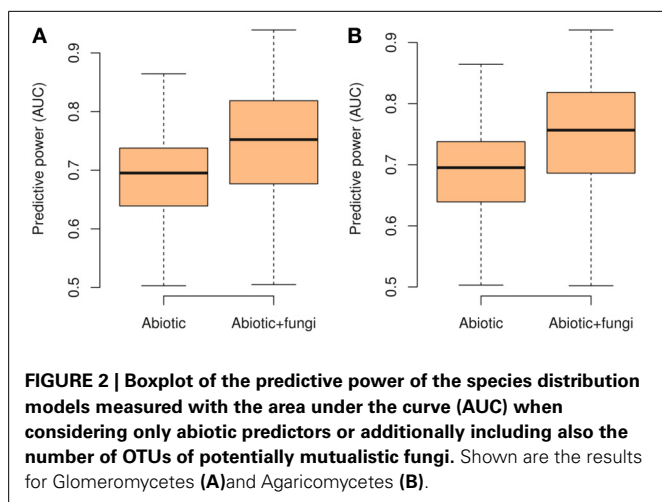 A
B
Predictive power (AUC)
0.9
0.8
0.7
0.6
0.5
Abiotic
Abiotic+fungi
Predictive power (AUC)
0.9
0.8
0.7
0.6
0.5
Abiotic
Abiotic+fungi
FIGURE 2 | Boxplot of the predictive power of the species distribution
models measured with the area under the curve (AUC) when
considering only abiotic predictors or additionally including also the
number of OTUs of potentially mutualistic fungi. Shown are the results
for Glomeromycetes (A)and Agaricomycetes (B).